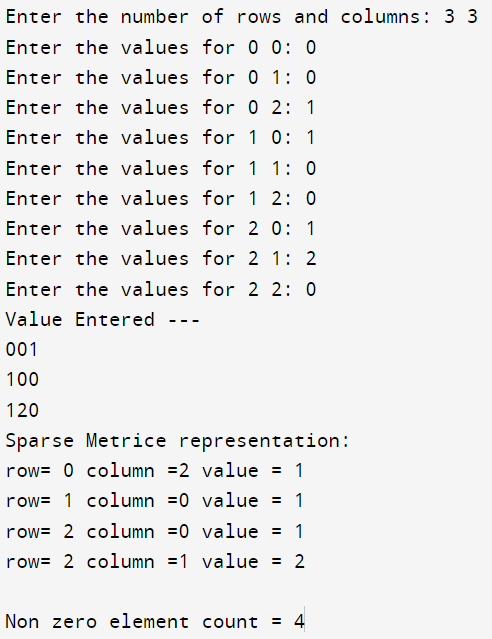 Enter the number of rows and columns: 3 3
Enter the values for 0 0: 0
Enter the values for 0 1: 0
Enter the values for 0 2: 1
Enter the values for 1 0: 1
Enter the values for 1 1: 0
Enter the values for 1 2: 0
Enter the values for 2 0: 1
Enter the values for 2 1: 2
Enter the values for 2 2: 0
Value Entered ---
001
100
120
Sparse Metrice representation:
row= 0 column =2 value = 1
row= 1 column =0 value = 1
row= 2 column =0 value = 1
row= 2 column =1 value = 2
Non zero element count = 4